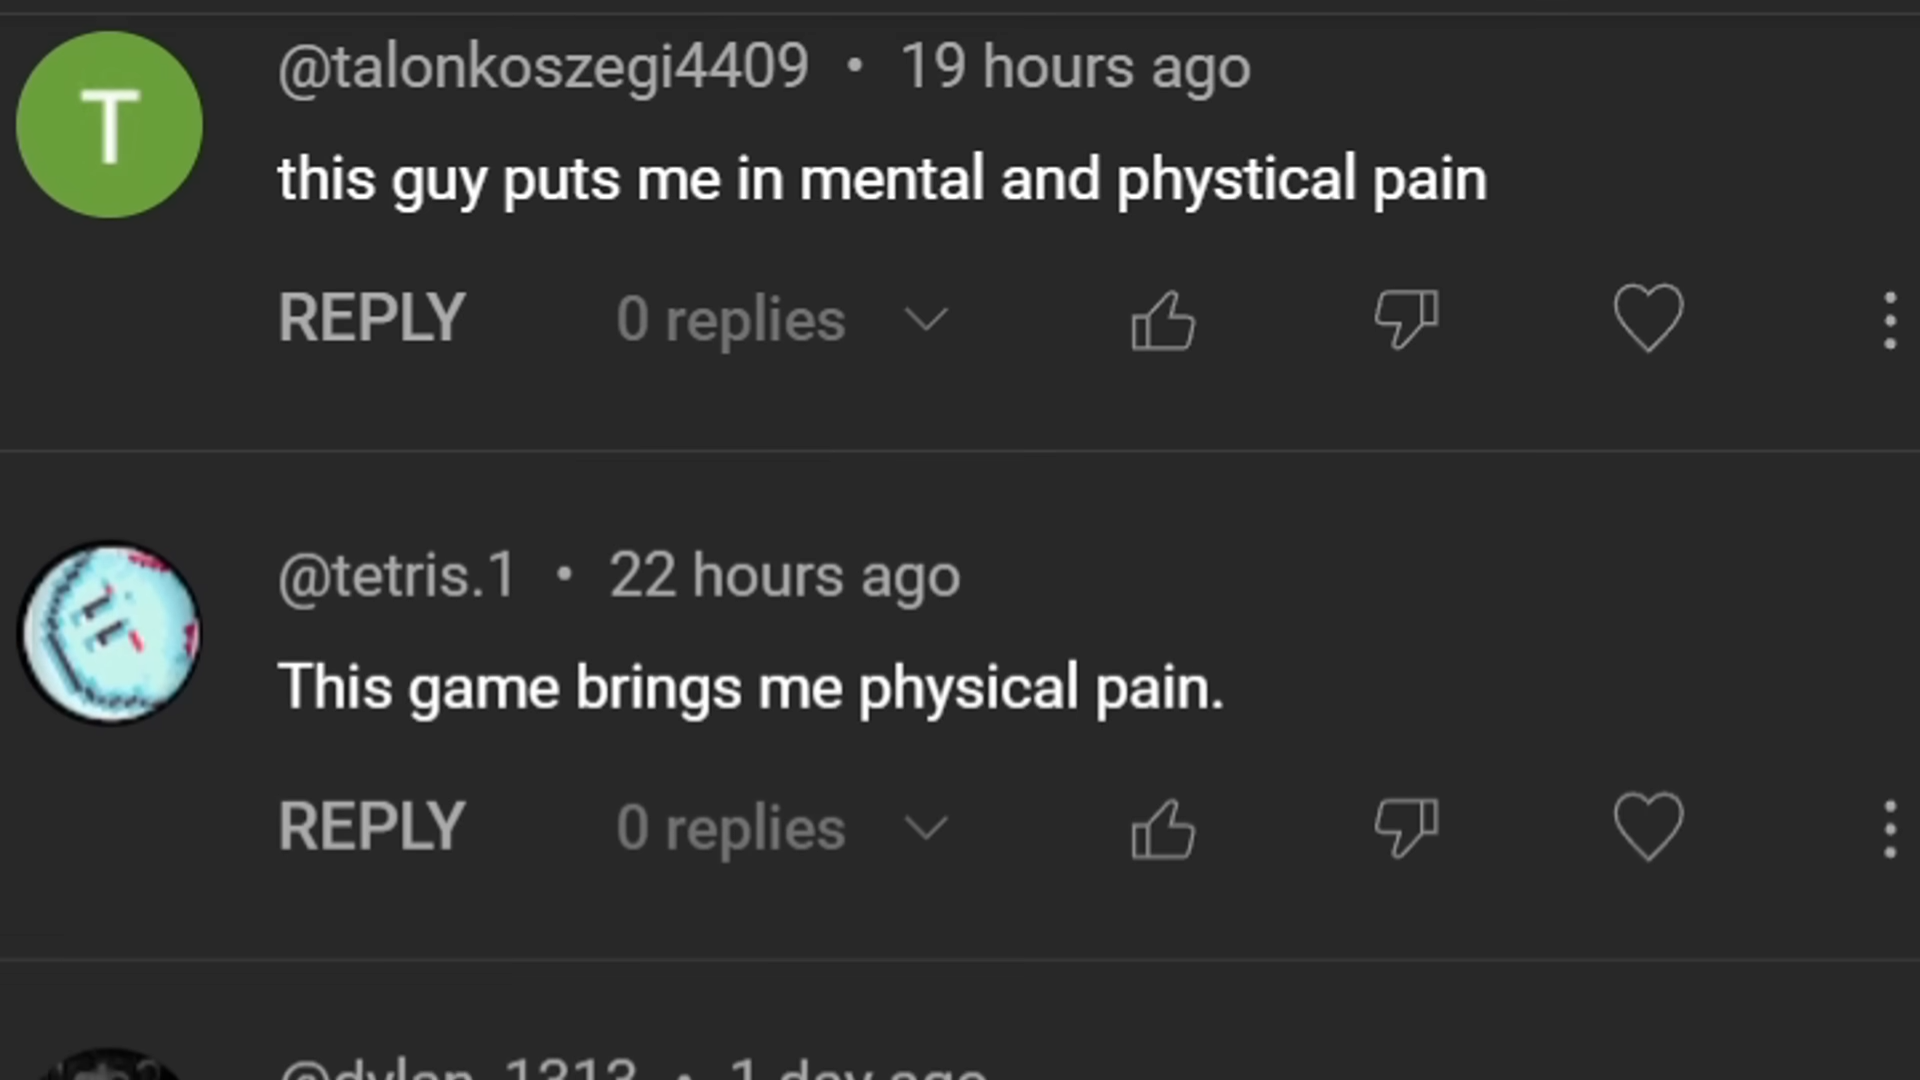 T
@talonkoszegi4409 • 19 hours ago
this guy puts me in mental and phystical pain
REPLY 0 replies
@tetris.1 • 22 hours ago
This game brings me physical pain.
REPLY 0 replies
@dylan_1313 • 1 day ago